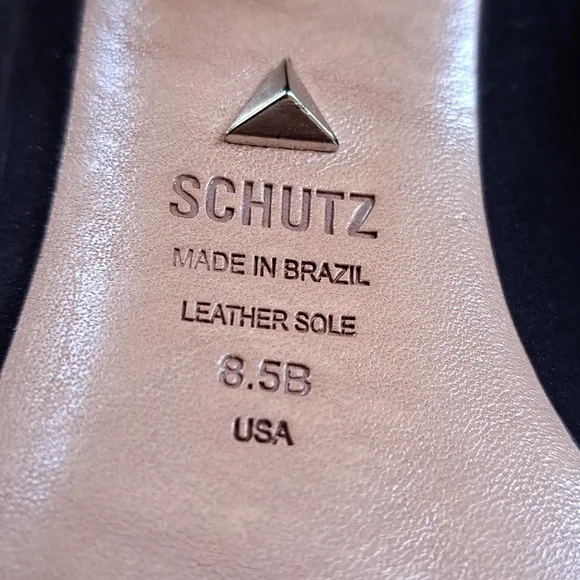 SCHUTZ
MADE IN BRAZIL
LEATHER SOLE
8.5B
USA